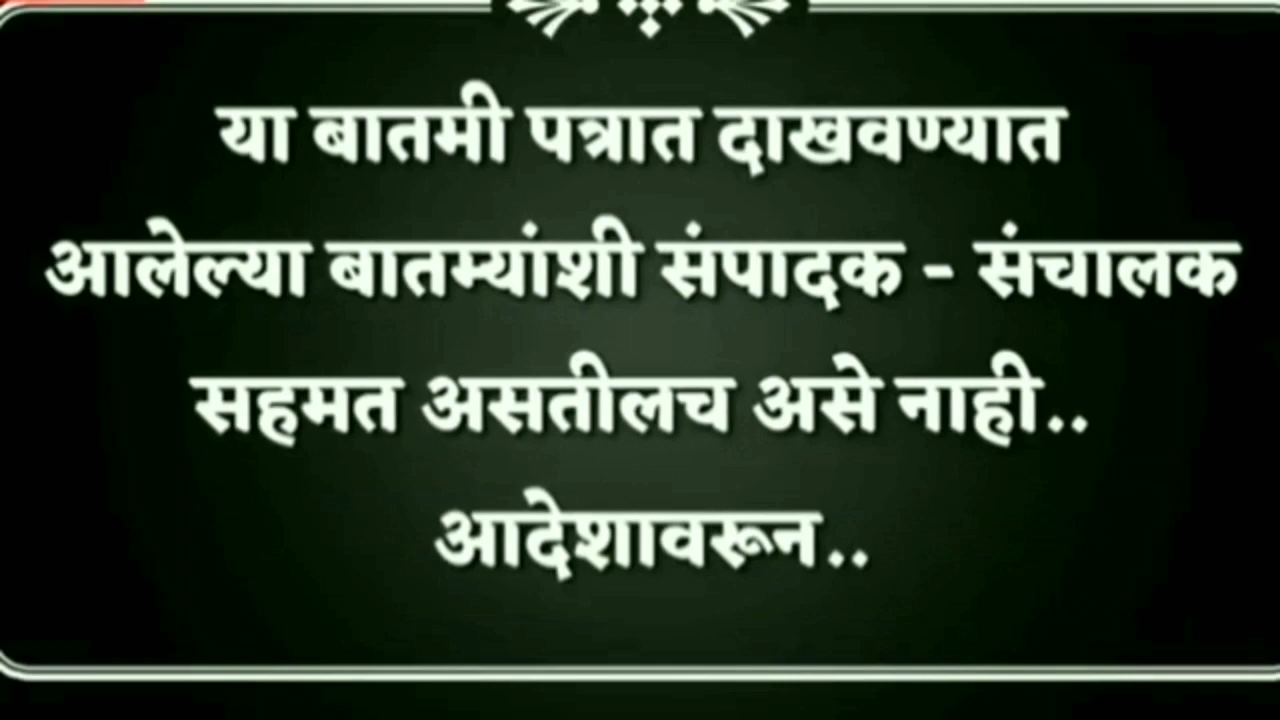 या बातमी पत्रात दाखवण्यात
आलेल्या बातम्यांशी संपादक - संचालक
सहमत असतीलच असे नाही..
आदेशावरून..